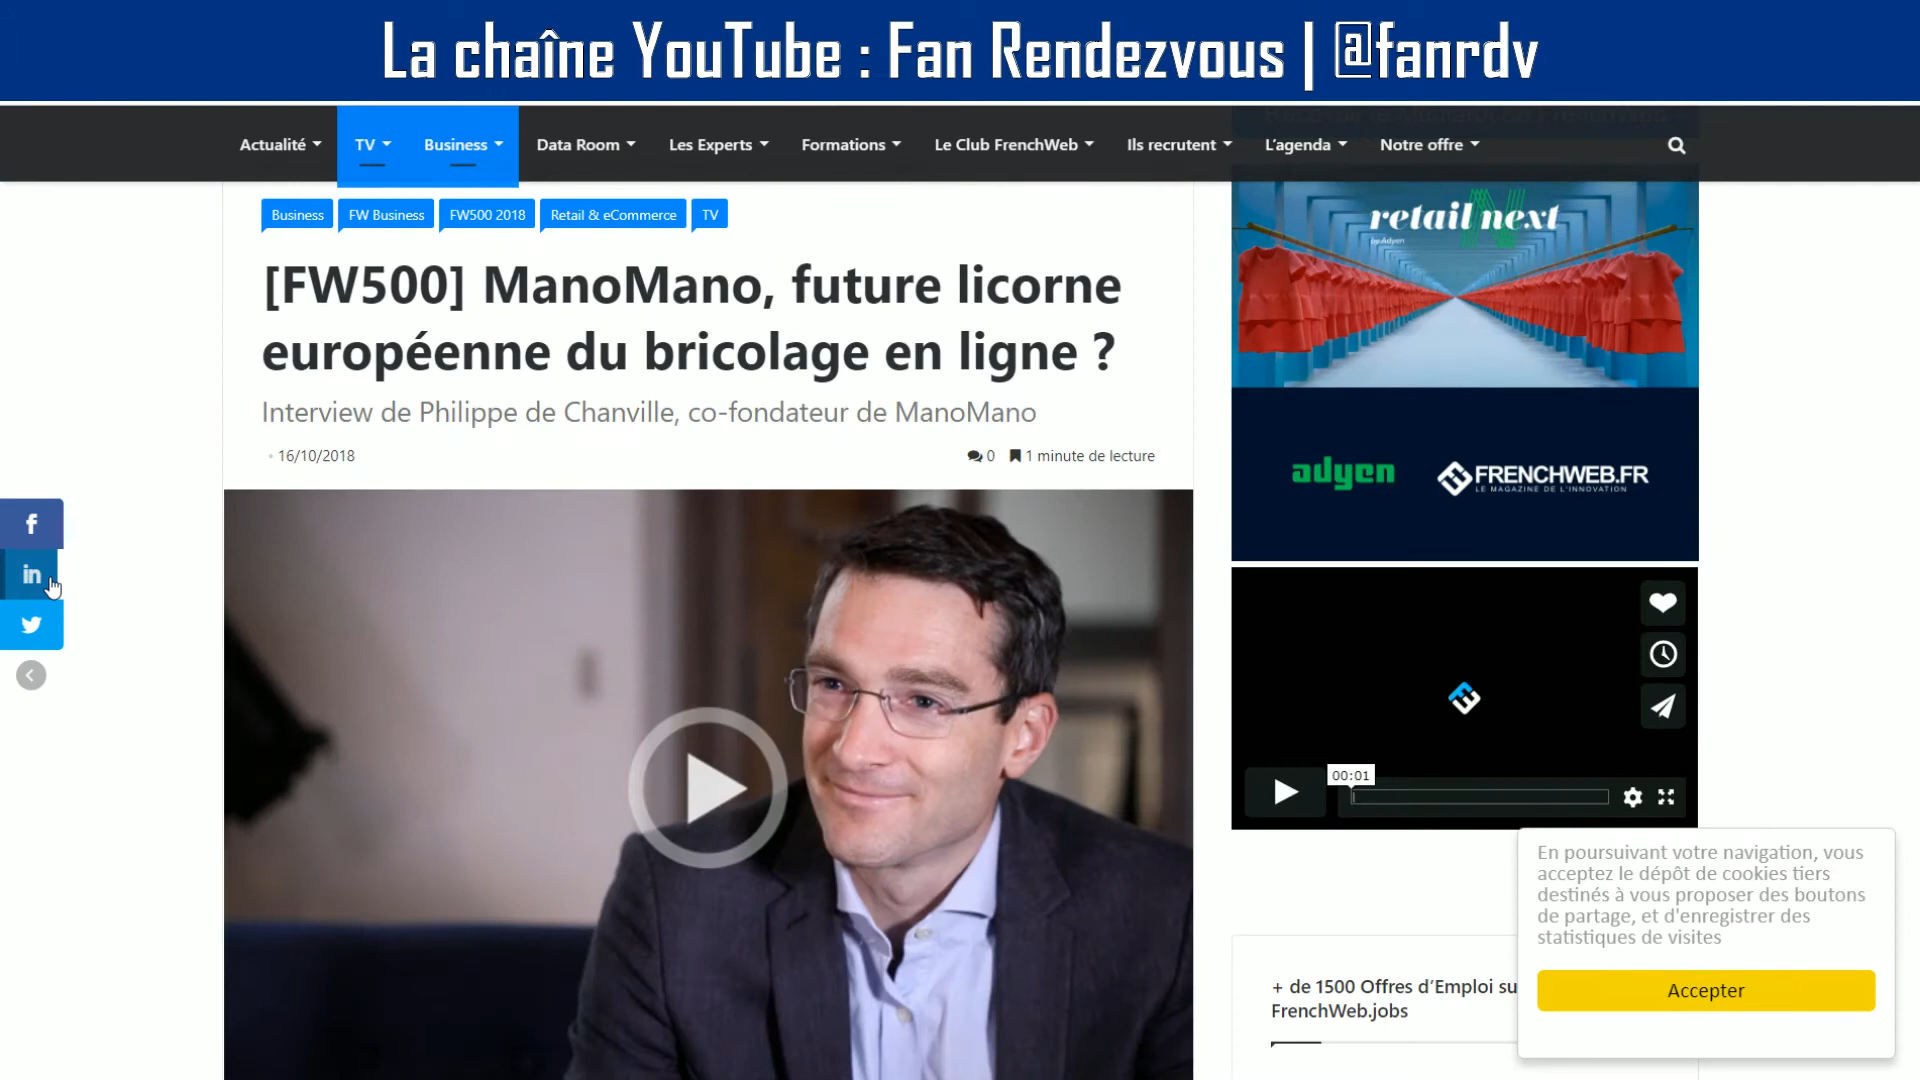 La chaîne YouTube : Fan Rendezvous | @fanrdv
Actualité TV Business Data Room Les Experts Formations Le Club FrenchWeb Ils recrutent L'agenda Notre offre
Business FW Business FW500 2018 Retail & eCommerce TV
[FW500] ManoMano, future licorne
européenne du bricolage en ligne ?
Interview de Philippe de Chanville, co-fondateur de ManoMano
16/10/2018
0 1 minute de lecture
f
in
retail next
by Adyen
adyen
FRENCHWEB.FR
LE MAGAZINE DE L'INNOVATION
00:01
En poursuivant votre navigation, vous
acceptez le dépôt de cookies tiers
destinés à vous proposer des boutons
de partage, et d'enregistrer des
statistiques de visites
Accepter
+ de 1500 Offres d'Emploi su
FrenchWeb.jobs